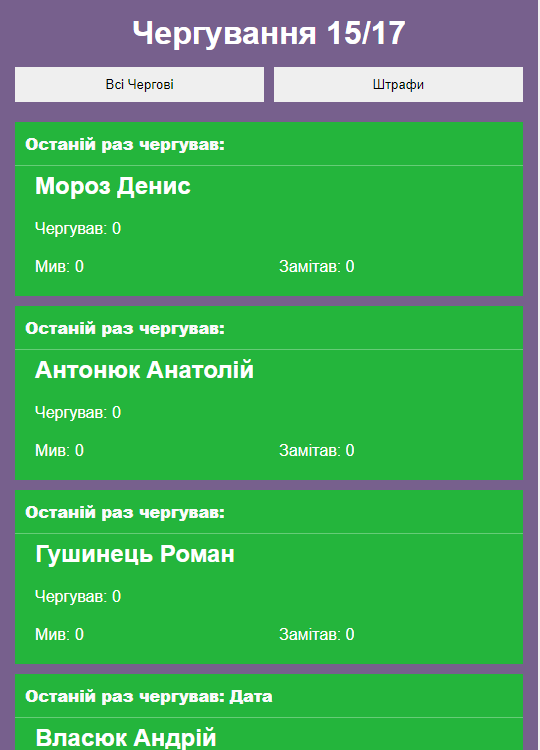 Чергування 15/17
Всі Чергові Штрафи
Останій раз чергував:
Мороз Денис
Чергував: 0
Мив: 0 Замітав: 0
Останій раз чергував:
Антонюк Анатолій
Чергував: 0
Мив: 0 Замітав: 0
Останій раз чергував:
Гушинець Роман
Чергував: 0
Мив: 0 Замітав: 0
Останій раз чергував: Дата
Власюк Андрій